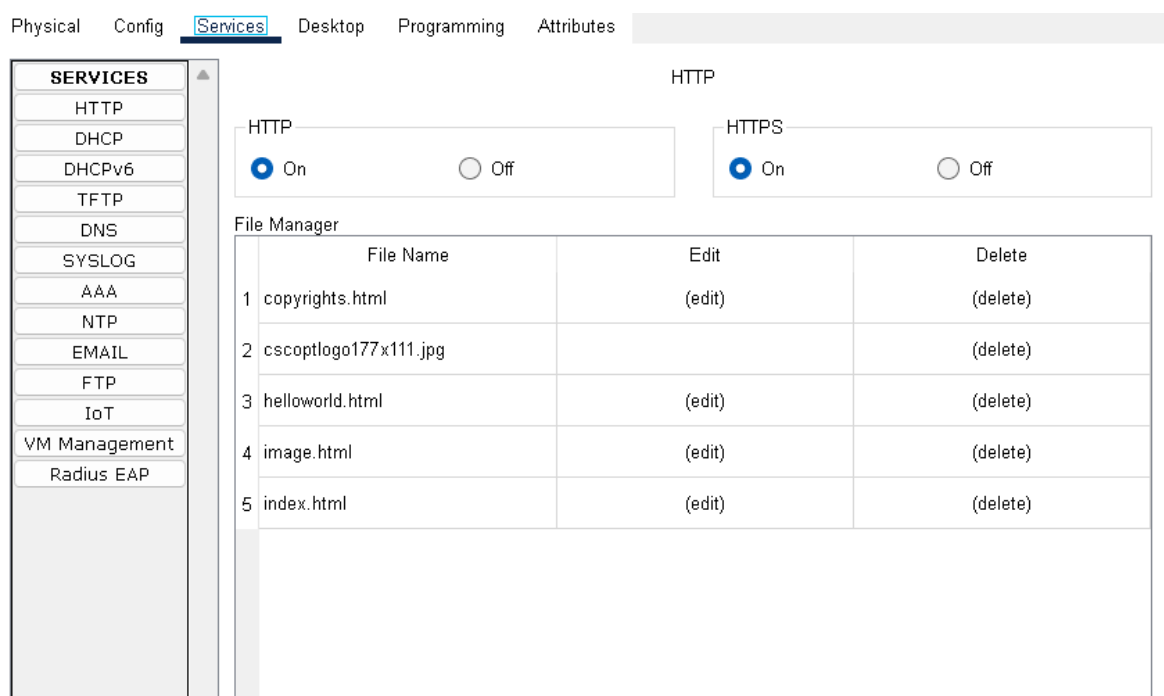 Physical Config Services Desktop Programming Attributes
SERVICES
HTTP
DHCP
DHCPv6
TFTP
DNS
SYSLOG
AAA
NTP
EMAIL
FTP
IoT
VM Management
Radius EAP
HTTP
HTTP
On Off
HTTPS
On Off
File Manager
File Name Edit Delete
1 copyrights.html (edit) (delete)
2 cscoptlogo177x111.jpg (delete)
3 helloworld.html (edit) (delete)
4 image.html (edit) (delete)
5 index.html (edit) (delete)